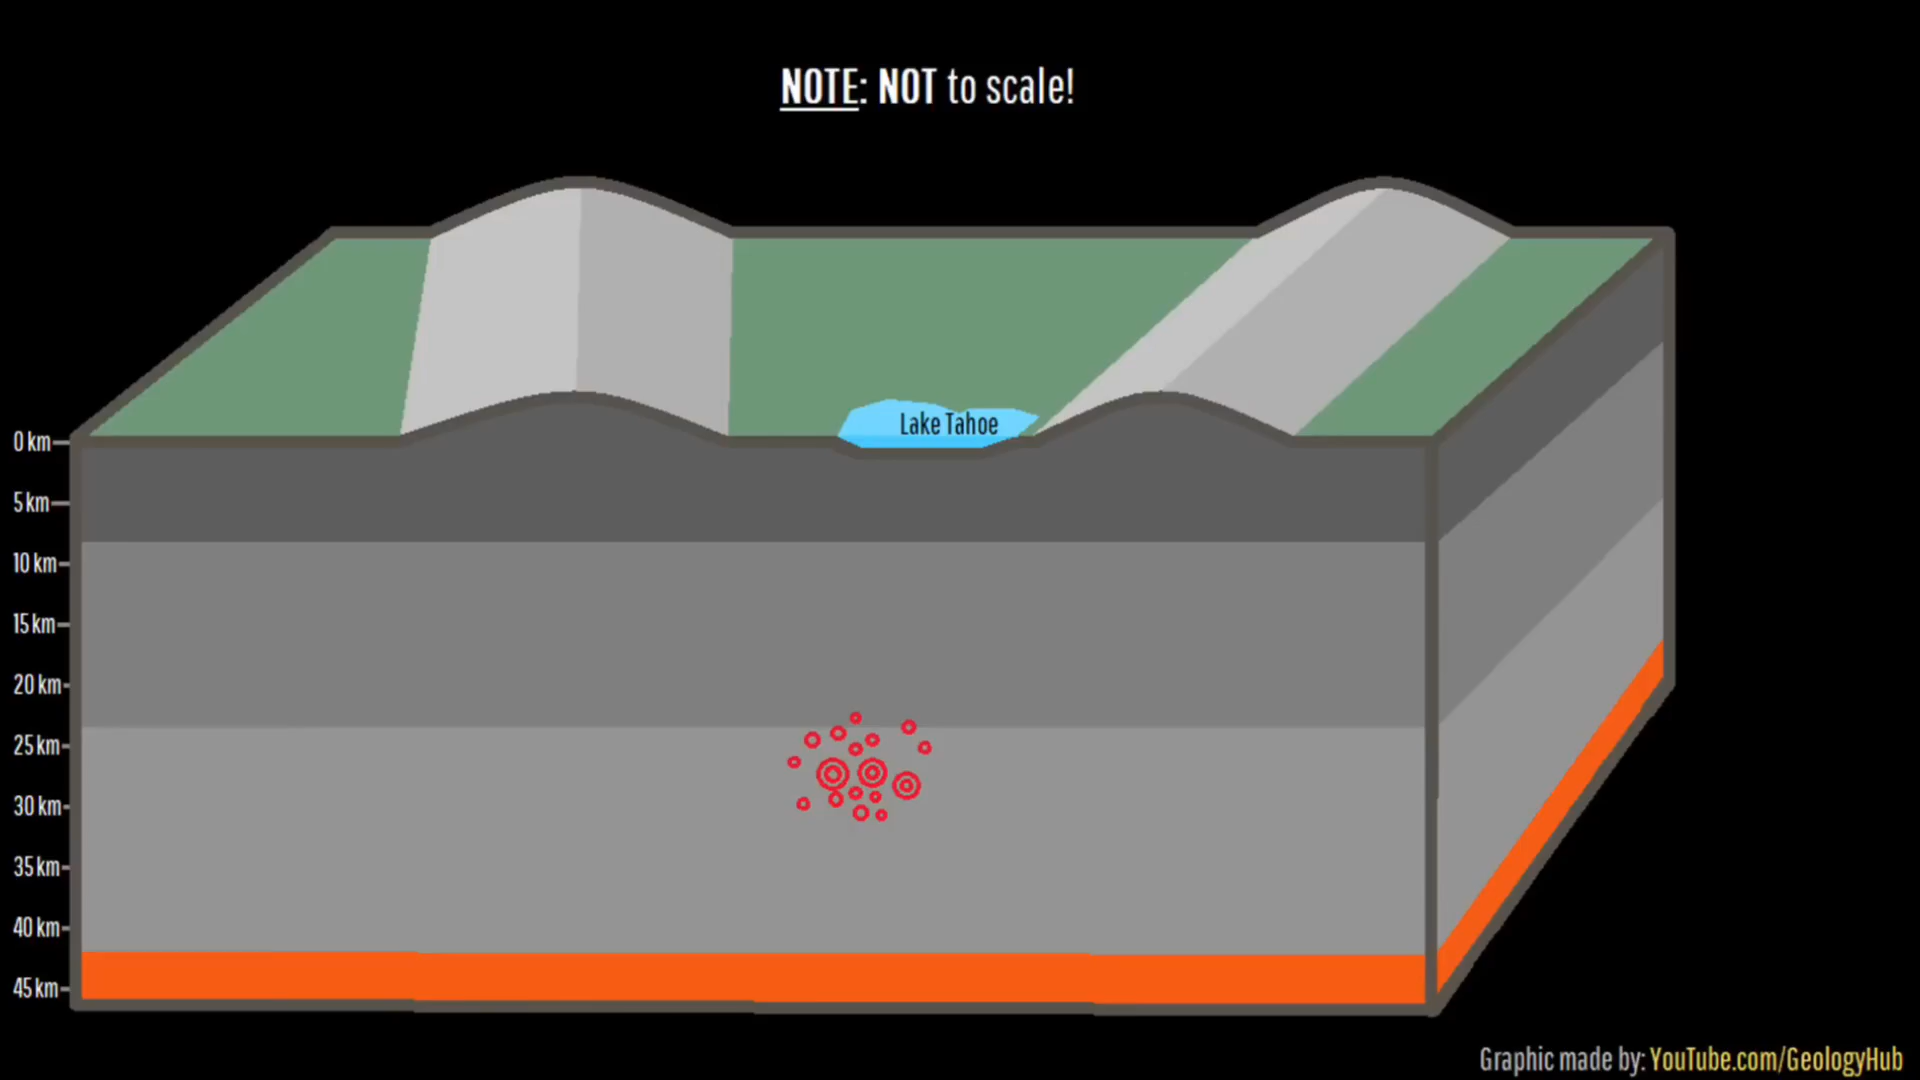 NOTE: NOT to scale!
Lake Tahoe
0 km
5 km
10 km
15 km
20 km
25 km
30 km
35 km
40 km
45 km
Graphic made by: YouTube.com/GeologyHub